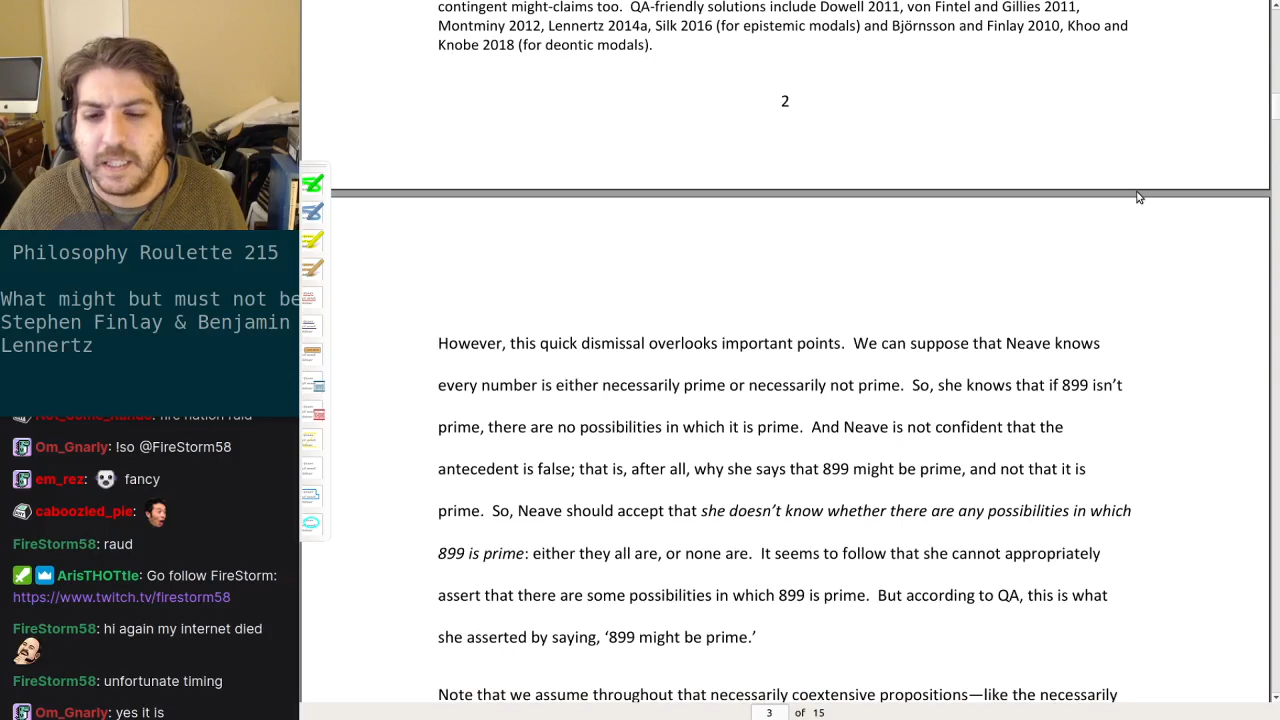 contingent might-claims too.  QA-friendly solutions include Dowell 2011, von Fintel and Gillies 2011,
Montminy 2012, Lennertz 2014a, Silk 2016 (for epistemic modals) and Björnsson and Finlay 2010, Khoo and
Knobe 2018 (for deontic modals).
2
However, this quick dismissal overlooks important points.  We can suppose that Neave knows
every number is either necessarily prime or necessarily not prime.  So, she knows that if 899 isn’t
prime, there are no possibilities in which it is prime.  And Neave is not confident that the
antecedent is false; that is, after all, why she says that 899 might be prime, and not that it is
prime.  So, Neave should accept that she doesn’t know whether there are any possibilities in which
899 is prime: either they all are, or none are.  It seems to follow that she cannot appropriately
assert that there are some possibilities in which 899 is prime.  But according to QA, this is what
she asserted by saying, ‘899 might be prime.’
Note that we assume throughout that necessarily coextensive propositions—like the necessarily
3 of 15
Philosophy Roulette 215
What might but must not be
Stephen Finlay & Benjamin
Lennertz
Not_Some_Rando: fire nation raid
Om_Gnarly: !so @FireStorm58
em_rez: fancy
caboozled_pie:
FireStorm58: raud
ArisTHOTtle: Go follow FireStorm:
https://www.twitch.tv/firestorm58
FireStorm58: hi again my internet died
FireStorm58: unfortunate timing
Om_Gnarly: yes it is